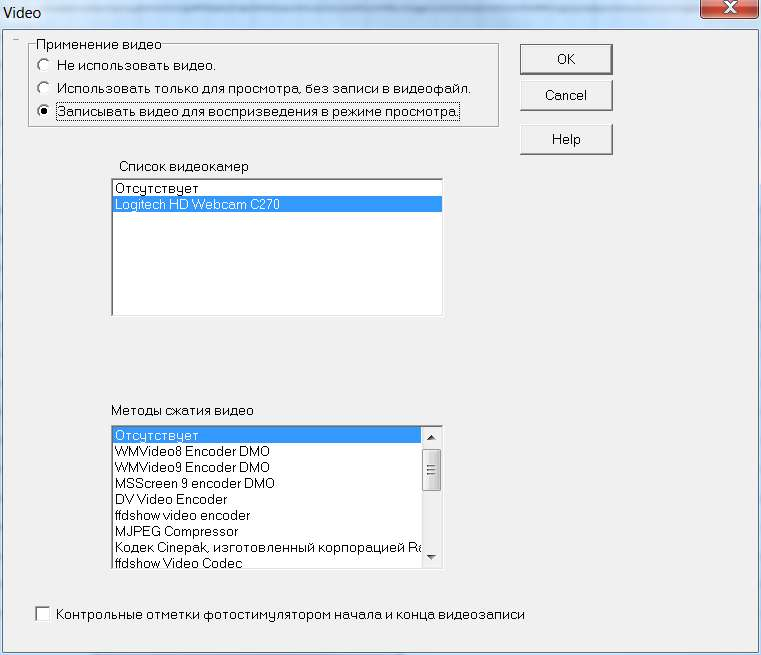 Video
Применение видео
Не использовать видео.
Использовать только для просмотра, без записи в видеофайл.
Записывать видео для воспризведения в режиме просмотра.
OK
Cancel
Help
Список видеокамер
Отсутствует
Logitech HD Webcam C270
Методы сжатия видео
Отсутствует
WMVideo8 Encoder DMO
WMVideo9 Encoder DMO
MSScreen 9 encoder DMO
DV Video Encoder
ffdshow video encoder
MJPEG Compressor
Кодек Cinepak, изготовленный корпорацией Ra
ffdshow Video Codec
Контрольные отметки фотостимулятором начала и конца видеозаписи